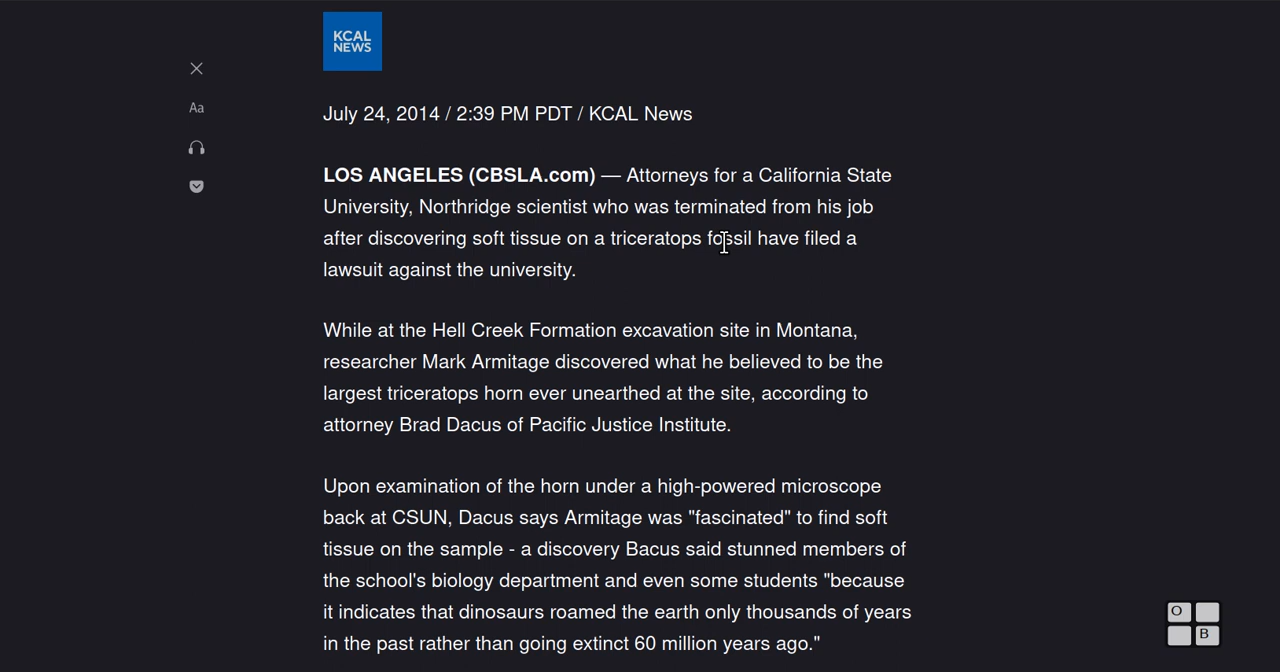 KCAL
NEWS
Aa
July 24, 2014 / 2:39 PM PDT / KCAL News
LOS ANGELES (CBSLA.com) — Attorneys for a California State
University, Northridge scientist who was terminated from his job
after discovering soft tissue on a triceratops fossil have filed a
lawsuit against the university.
While at the Hell Creek Formation excavation site in Montana,
researcher Mark Armitage discovered what he believed to be the
largest triceratops horn ever unearthed at the site, according to
attorney Brad Dacus of Pacific Justice Institute.
Upon examination of the horn under a high-powered microscope
back at CSUN, Dacus says Armitage was "fascinated" to find soft
tissue on the sample - a discovery Bacus said stunned members of
the school's biology department and even some students "because
it indicates that dinosaurs roamed the earth only thousands of years
in the past rather than going extinct 60 million years ago."
O
B